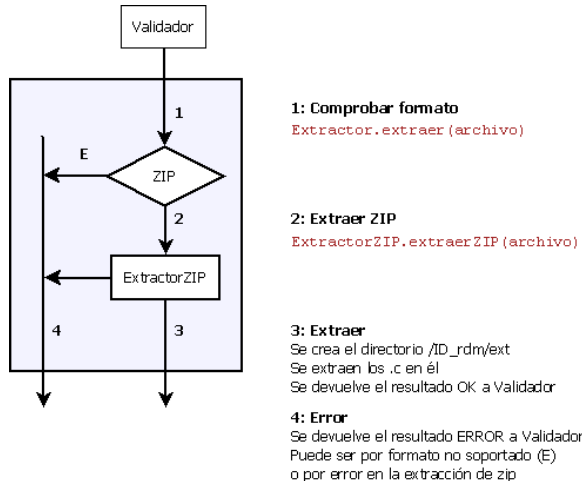 Validador
1
E
ZIP
2
ExtractorZIP
4
3
1: Comprobar formato
Extractor.extraer(archivo)
2: Extraer ZIP
ExtractorZIP.extraerZIP(archivo)
3: Extraer
Se crea el directorio /ID_rdm/ext
Se extraen los .c en él
Se devuelve el resultado OK a Validador
4: Error
Se devuelve el resultado ERROR a Validador
Puede ser por formato no soportado (E)
o por error en la extracción de zip